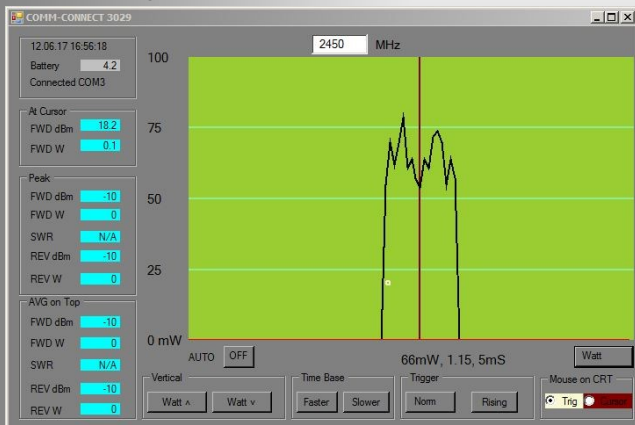 COMM-CONNECT 3029
12.06.17 16:56:18
Battery 4.2
Connected COM3
At Cursor
FWD dBm 18.2
FWD W 0.1
Peak
FWD dBm -10
FWD W 0
SWR N/A
REV dBm -10
REV W 0
AVG on Top
FWD dBm -10
FWD W 0
SWR N/A
REV dBm -10
REV W 0
2450 MHz
100
75
50
25
0 mW
AUTO OFF
66mW, 1.15, 5mS
Watt
Vertical
Watt ʌ Watt v
Time Base
Faster Slower
Trigger
Norm Rising
Mouse on CRT
Trig Cursor